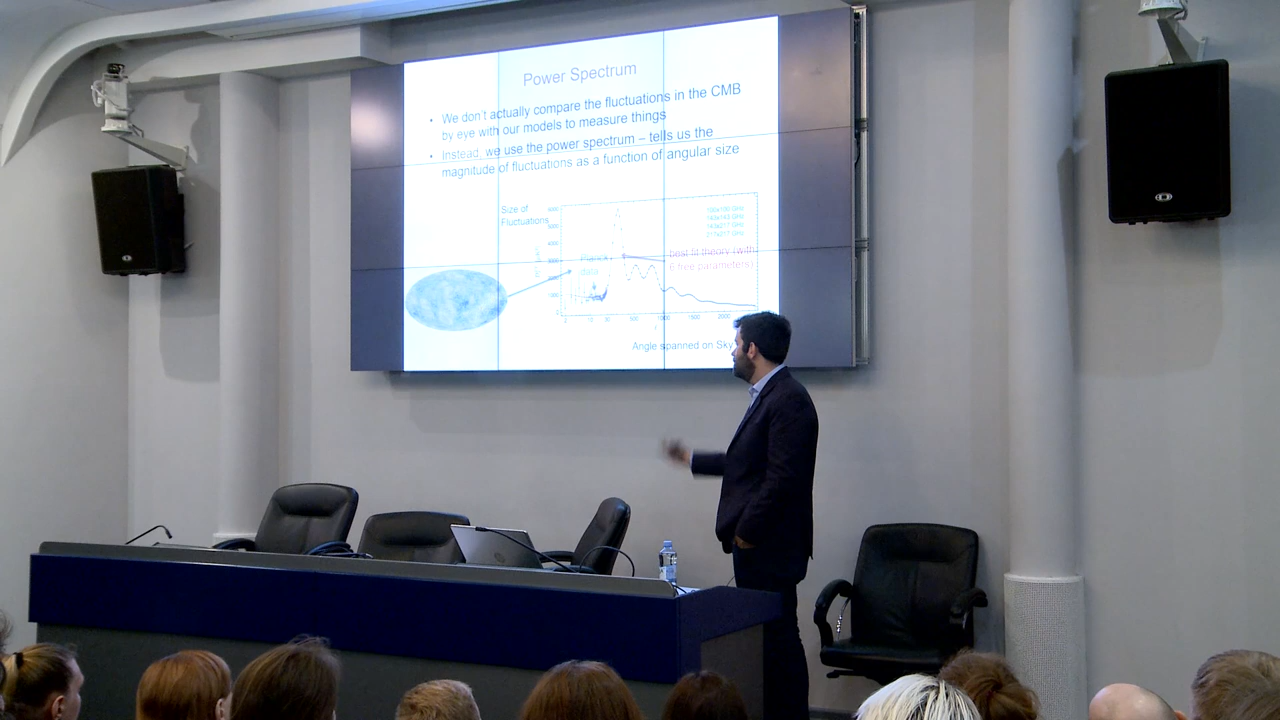 Power Spectrum
• We don't actually compare the fluctuations in the CMB
by eye with our models to measure things
• Instead, we use the power spectrum – tells us the
magnitude of fluctuations as a function of angular size
Size of
Fluctuations
Planck
data
best fit theory (with
6 free parameters)
Angle spanned on Sky